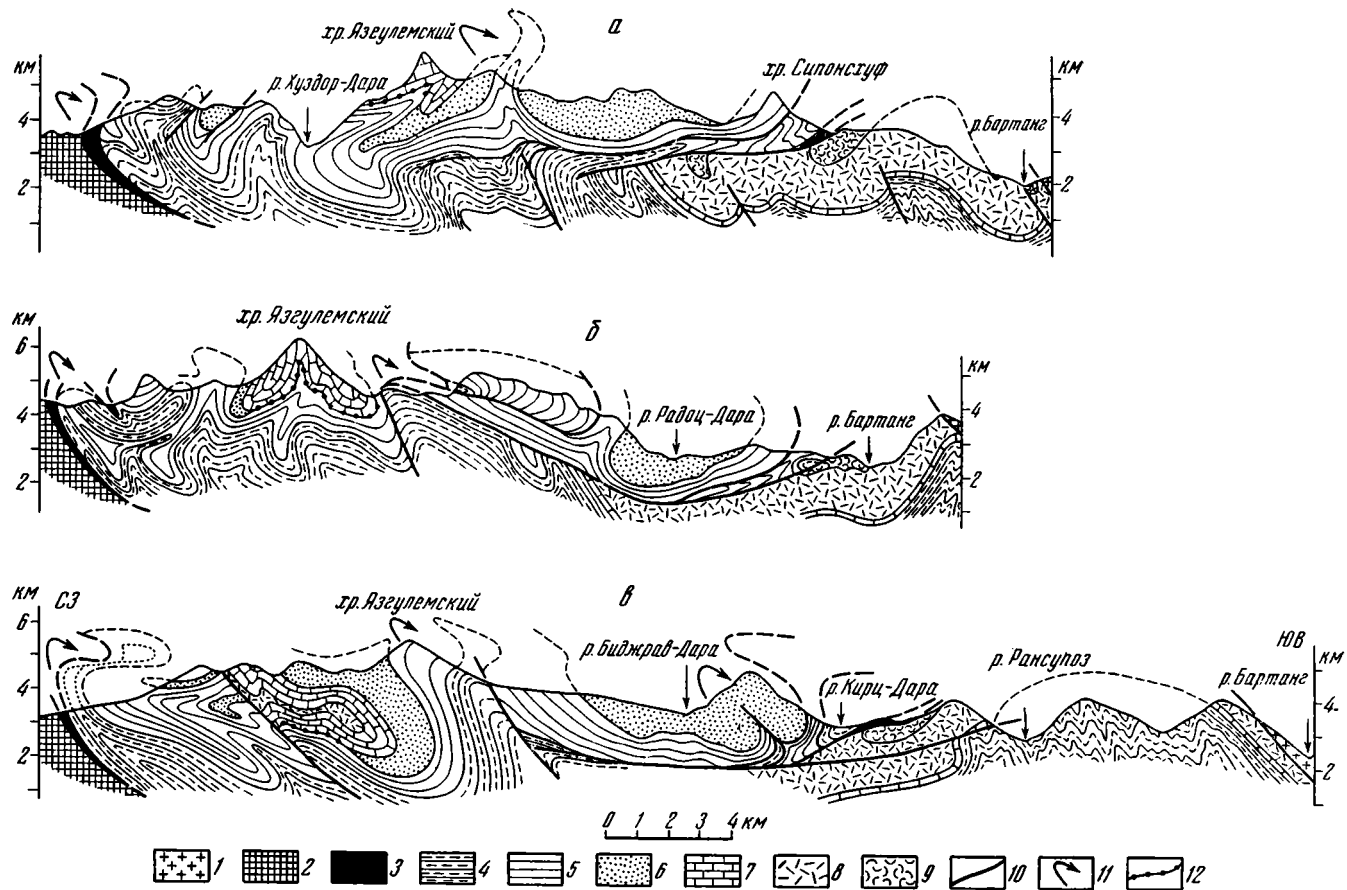 хр. Язгулемский
а
км
р. Хуздор-Дара
хр. Сипонсхуф
км
4
р. Бартанг
4
2
2
хр. Язгулемский
б
км
6
км
4
р. Радоц-Дара
р. Бартанг
4
2
2
км
СЗ
хр. Язгулемский
в
ЮВ
6
р. Биджрав-Дара
р. Рансупоз
км
4
р. Кирц-Дара
р. Бартанг
4
2
2
0 1 2 3 4 км
1 2 3 4 5 6 7 8 9 10 11 12